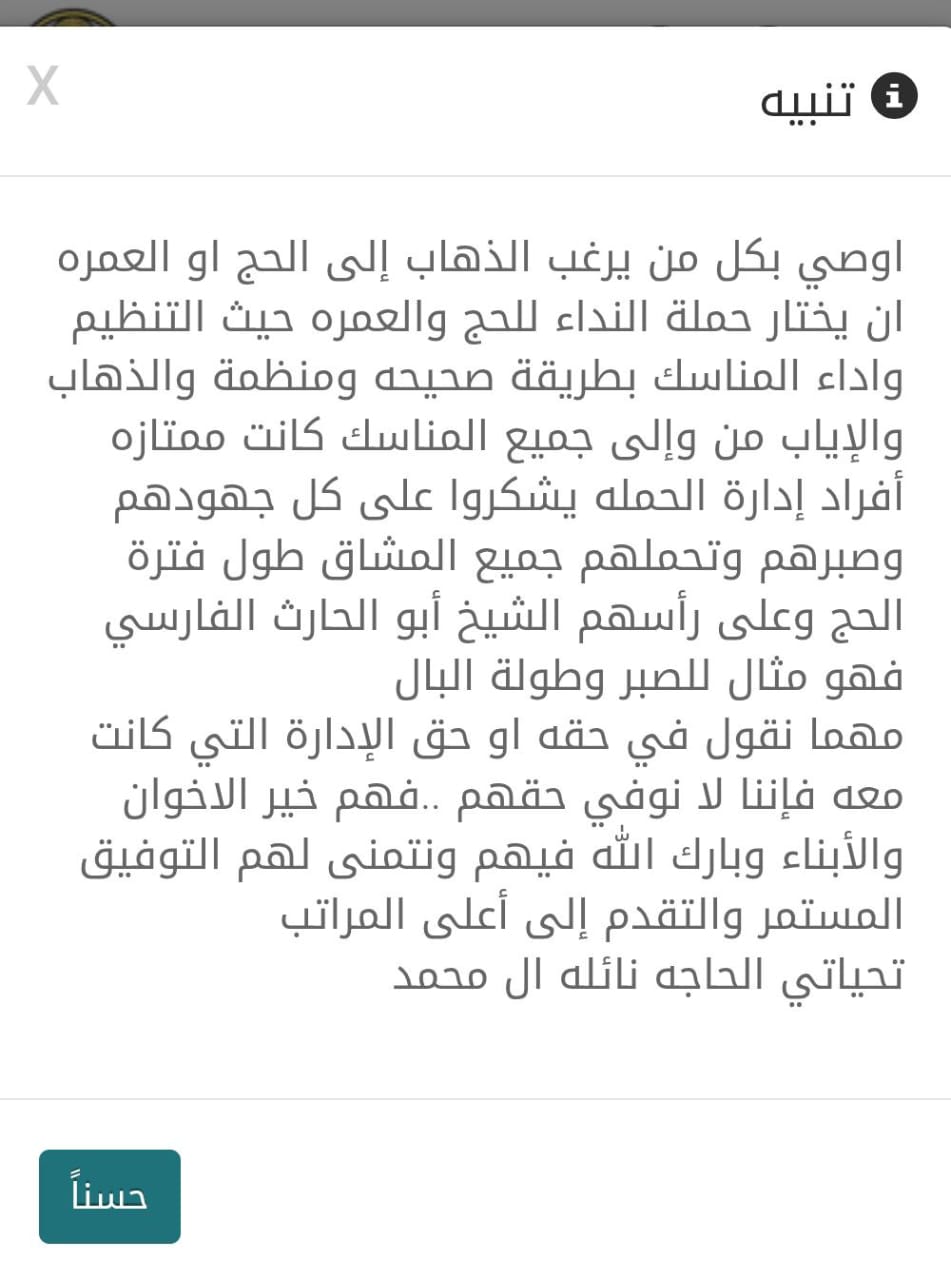 X
تنبيه
اوصي بكل من يرغب الذهاب إلى الحج او العمره
ان يختار حملة النداء للحج والعمره حيث التنظيم
واداء المناسك بطريقة صحيحه ومنظمة والذهاب
والإياب من وإلى جميع المناسك كانت ممتازه
أفراد إدارة الحمله يشكروا على كل جهودهم
وصبرهم وتحملهم جميع المشاق طول فترة
الحج وعلى رأسهم الشيخ أبو الحارث الفارسي
فهو مثال للصبر وطولة البال
مهما نقول في حقه او حق الإدارة التي كانت
معه فإننا لا نوفي حقهم ..فهم خير الاخوان
والأبناء وبارك الله فيهم ونتمنى لهم التوفيق
المستمر والتقدم إلى أعلى المراتب
تحياتي الحاجه نائله ال محمد
حسناً